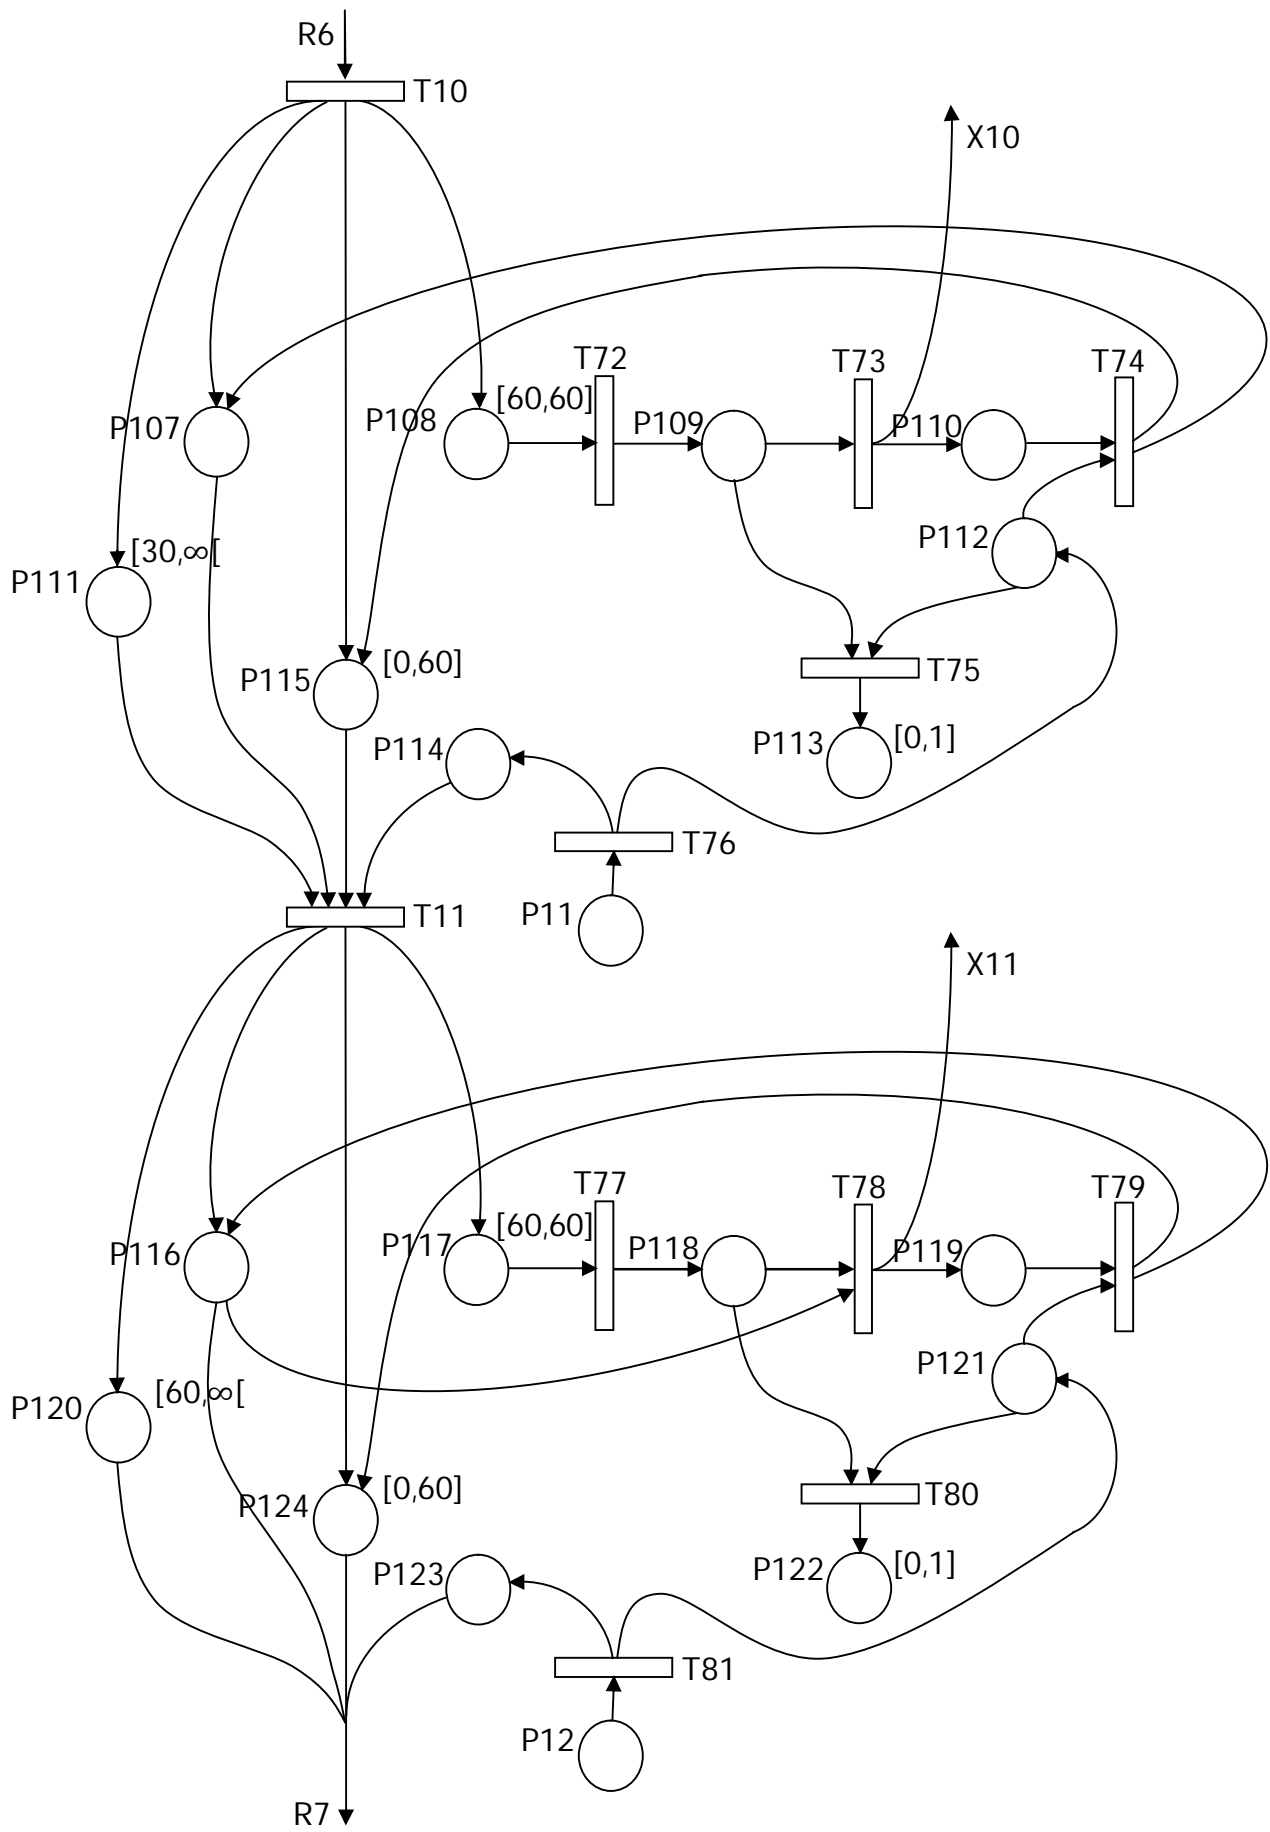 R6
T10
X10
T72
T73
T74
[60,60]
P107
P108
P109
P110
P112
[30,∞[
P111
[0,60]
P115
T75
P114
P113
[0,1]
T76
P11
T11
X11
T77
T78
T79
[60,60]
P116
P117
P118
P119
P121
[60,∞[
P120
[0,60]
P124
T80
P123
P122
[0,1]
T81
P12
R7